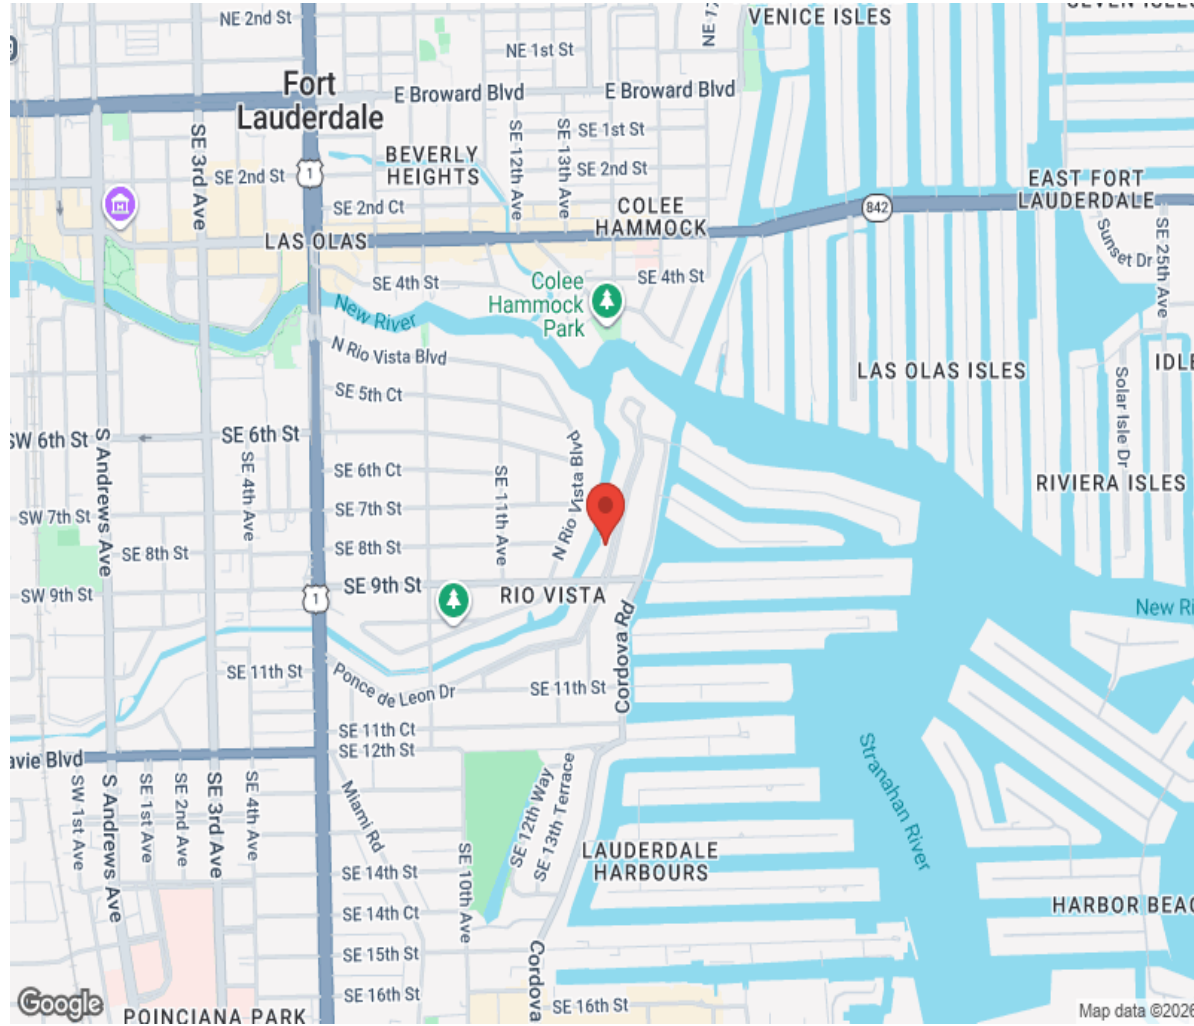 NE 2nd St
VENICE ISLES
NE 1st St
Fort
Lauderdale
E Broward Blvd
E Broward Blvd
SE 3rd Ave
SE 12th Ave
SE 13th Ave
SE 1st St
BEVERLY
HEIGHTS
SE 2nd St
SE 2nd St
1
EAST FORT
LAUDERDALE
SE 2nd Ct
COLEE
HAMMOCK
842
LAS OLAS
Sunset Dr
SE 25th Ave
SE 4th St
SE 4th St
Colee
Hammock
Park
New River
N Rio Vista Blvd
LAS OLAS ISLES
IDLE
Solar Isle Dr
SE 5th Ct
SW 6th St
S Andrews Ave
SE 6th St
SE 4th Ave
SE 6th Ct
SE 11th Ave
N Rio Vista Blvd
RIVIERA ISLES
SW 7th St
SE 7th St
SE 8th St
SE 8th St
SE 9th St
SW 9th St
1
RIO VISTA
New Ri
Cordova Rd
SE 11th St
Ponce de Leon Dr
SE 11th St
SE 11th Ct
SE 12th St
avie Blvd
Stranahan River
SW 1st Ave
S Andrews Ave
SE 1st Ave
SE 2nd Ave
SE 3rd Ave
SE 4th Ave
Miami Rd
SE 12th Way
SE 13th Terrace
SE 10th Ave
LAUDERDALE
HARBOURS
SE 14th St
SE 14th Ct
HARBOR BEAC
SE 15th St
Cordova
SE 16th St
SE 16th St
Google
POINCIANA PARK
Map data ©2026